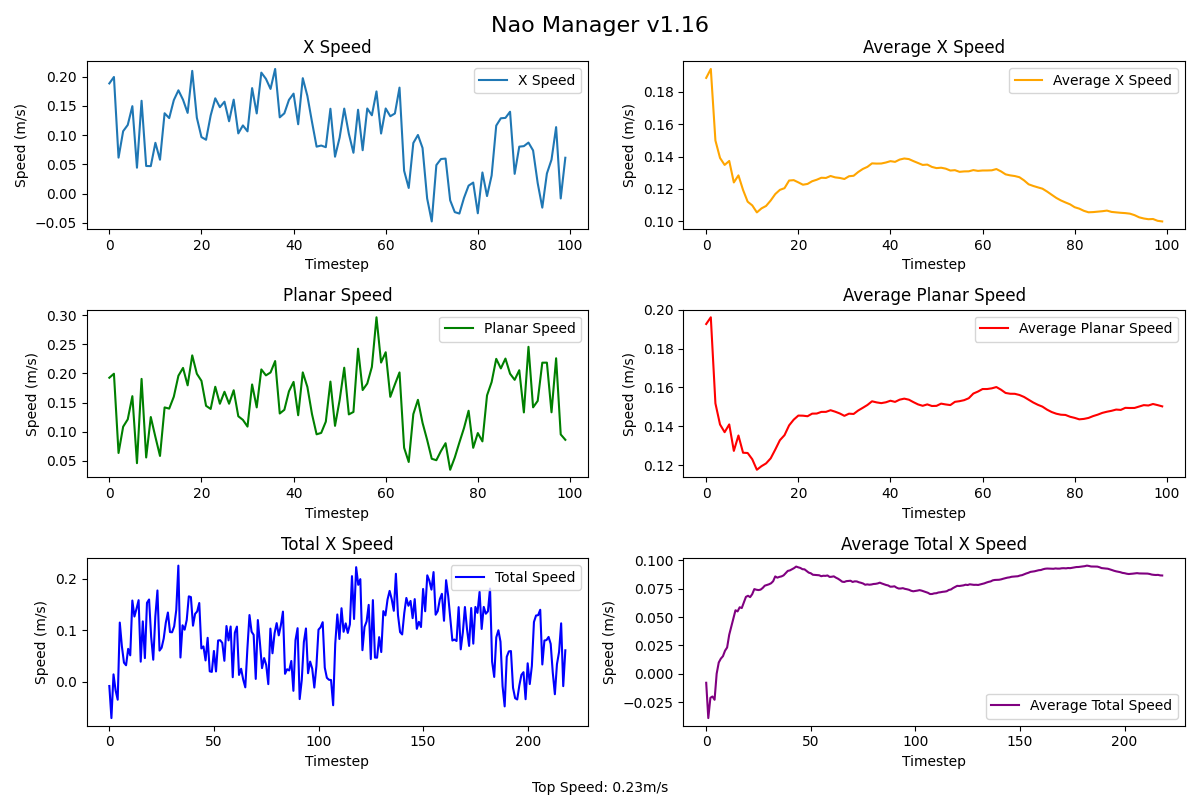 Nao Manager v1.16
X Speed
Speed (m/s)
0.20
0.15
0.10
0.05
0.00
−0.05
X Speed
0 20 40 60 80 100
Timestep
Average X Speed
Speed (m/s)
0.18
0.16
0.14
0.12
0.10
Average X Speed
0 20 40 60 80 100
Timestep
Planar Speed
Speed (m/s)
0.30
0.25
0.20
0.15
0.10
0.05
Planar Speed
0 20 40 60 80 100
Timestep
Average Planar Speed
Speed (m/s)
0.20
0.18
0.16
0.14
0.12
Average Planar Speed
0 20 40 60 80 100
Timestep
Total X Speed
Speed (m/s)
0.2
0.1
0.0
Total Speed
0 50 100 150 200
Timestep
Average Total X Speed
Speed (m/s)
0.100
0.075
0.050
0.025
0.000
−0.025
Average Total Speed
0 50 100 150 200
Timestep
Top Speed: 0.23m/s